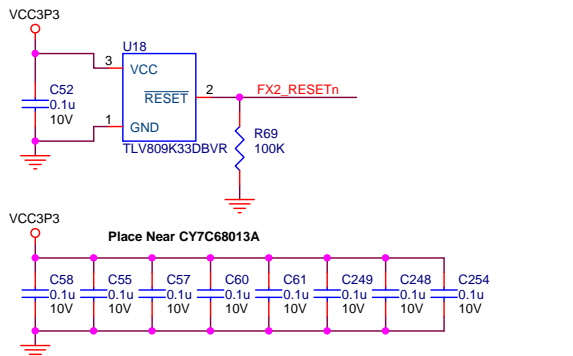 VCC3P3
U18
3
VCC
C52
0.1u
10V
RESET
2
FX2_RESETn
1
GND
R69
100K
TLV809K33DBVR
VCC3P3
Place Near CY7C68013A
C58 C55 C57 C60 C61 C249 C248 C254
0.1u 0.1u 0.1u 0.1u 0.1u 0.1u 0.1u 0.1u
10V 10V 10V 10V 10V 10V 10V 10V